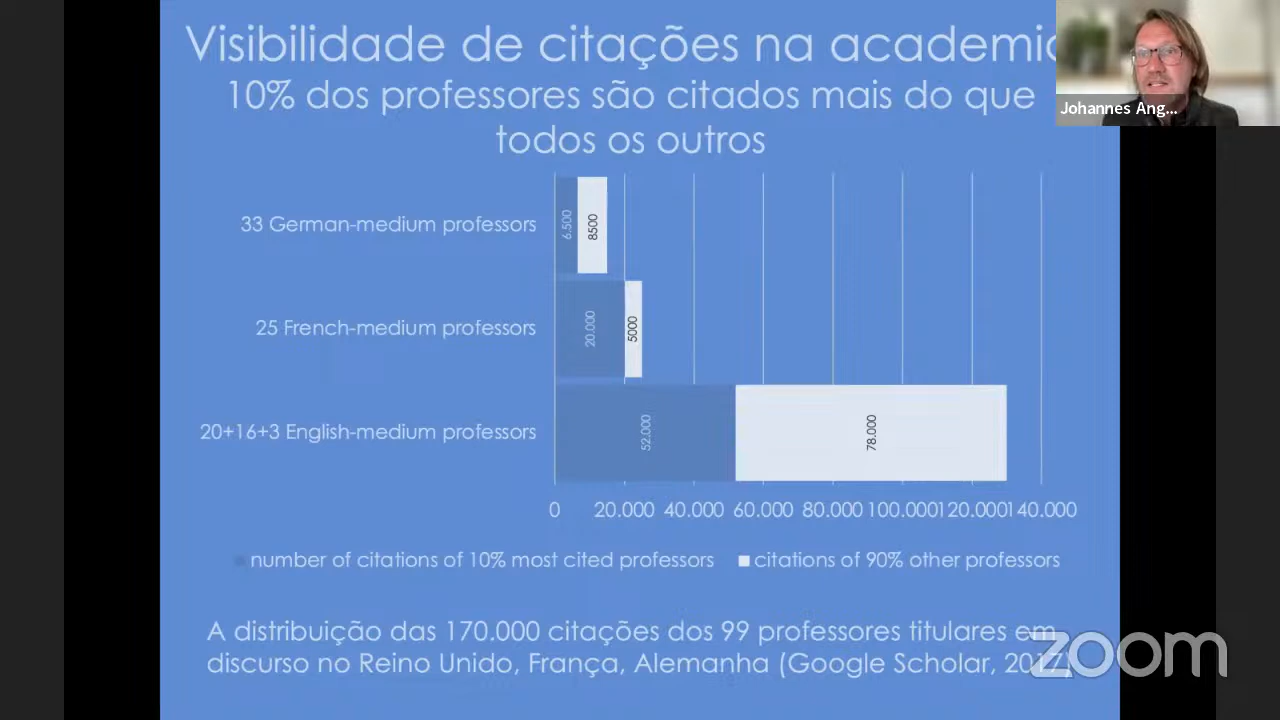 Visibilidade de citações na academia
10% dos professores são citados mais do que
todos os outros
Johannes Ang...
33 German-medium professors
6.500
8500
25 French-medium professors
20.000
5000
20+16+3 English-medium professors
52.000
78.000
0 20.000 40.000 60.000 80.000 100.000 120.000 140.000
number of citations of 10% most cited professors
citations of 90% other professors
A distribuição das 170.000 citações dos 99 professores titulares em
discurso no Reino Unido, França, Alemanha (Google Scholar, 2017)
zoom